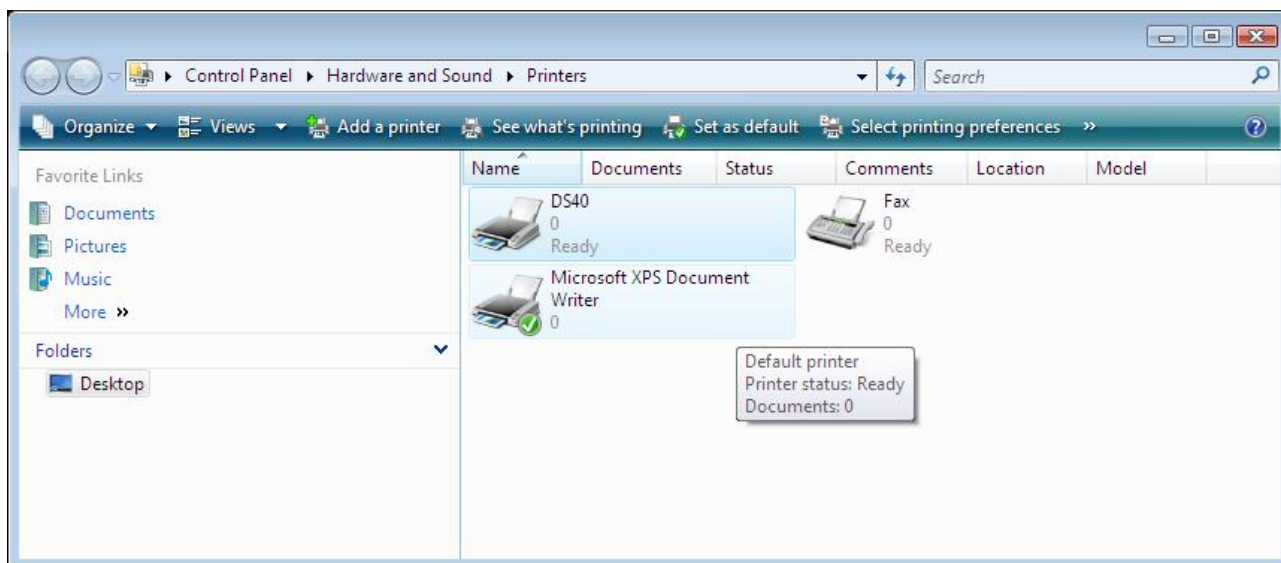 Control Panel ▸ Hardware and Sound ▸ Printers Search
Organize Views Add a printer See what's printing Set as default Select printing preferences »
Favorite Links
Documents
Pictures
Music
More »
Folders
Desktop
Name Documents Status Comments Location Model
DS40
0
Ready
Fax
0
Ready
Microsoft XPS Document
Writer
0
Default printer
Printer status: Ready
Documents: 0